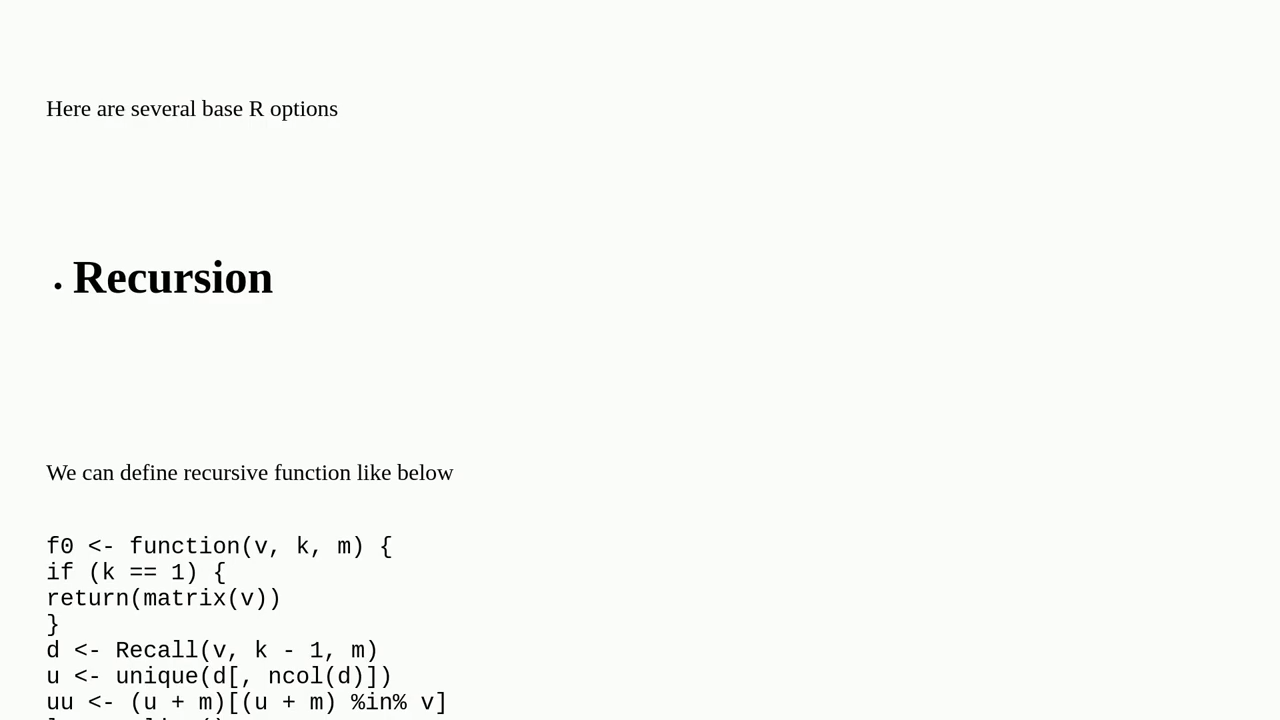 Here are several base R options
• Recursion
We can define recursive function like below
f0 <- function(v, k, m) {
if (k == 1) {
return(matrix(v))
}
d <- Recall(v, k - 1, m)
u <- unique(d[, ncol(d)])
uu <- (u + m)[(u + m) %in% v]